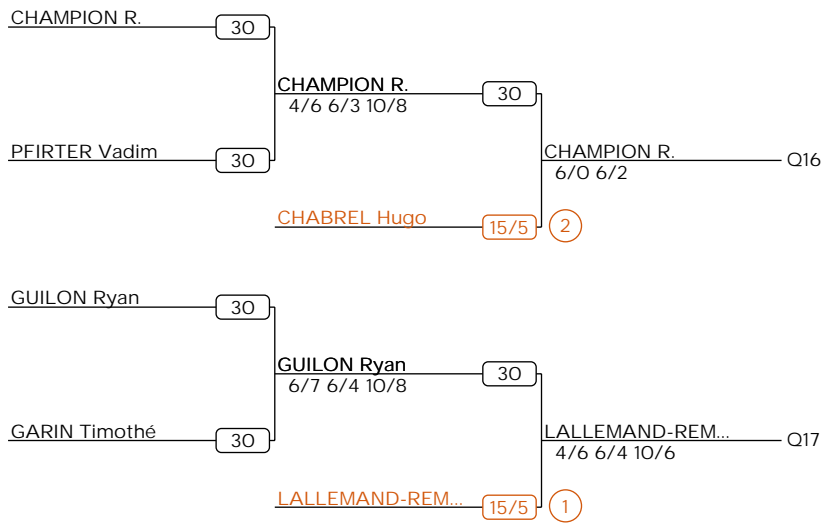 CHAMPION R.
30
CHAMPION R.
30
4/6 6/3 10/8
PFIRTER Vadim
30
CHAMPION R.
Q16
6/0 6/2
CHABREL Hugo
15/5
2
GUILON Ryan
30
GUILON Ryan
30
6/7 6/4 10/8
GARIN Timothé
30
LALLEMAND-REM...
Q17
4/6 6/4 10/6
LALLEMAND-REM...
15/5
1